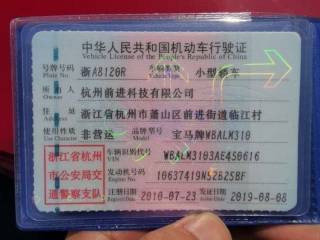 中华人民共和国机动车行驶证
Vehicle License of the People's Republic of China
号牌号码 浙A8120R 车辆类型 小型轿车
Plate No. Vehicle Type
所有人 杭州前进科技有限公司
住址 浙江省杭州市萧山区前进街道临江村
使用性质 非营运 品牌型号 宝马牌WBALM310
Use Character Model
浙江省杭州 车辆识别代号 WBALM3103AE450616
VIN
市公安局交 发动机号码 10637419N52B25BF
Engine No.
通警察支队 注册日期 2010-07-23 发证日期 2019-08-08
Register Date Issue Date